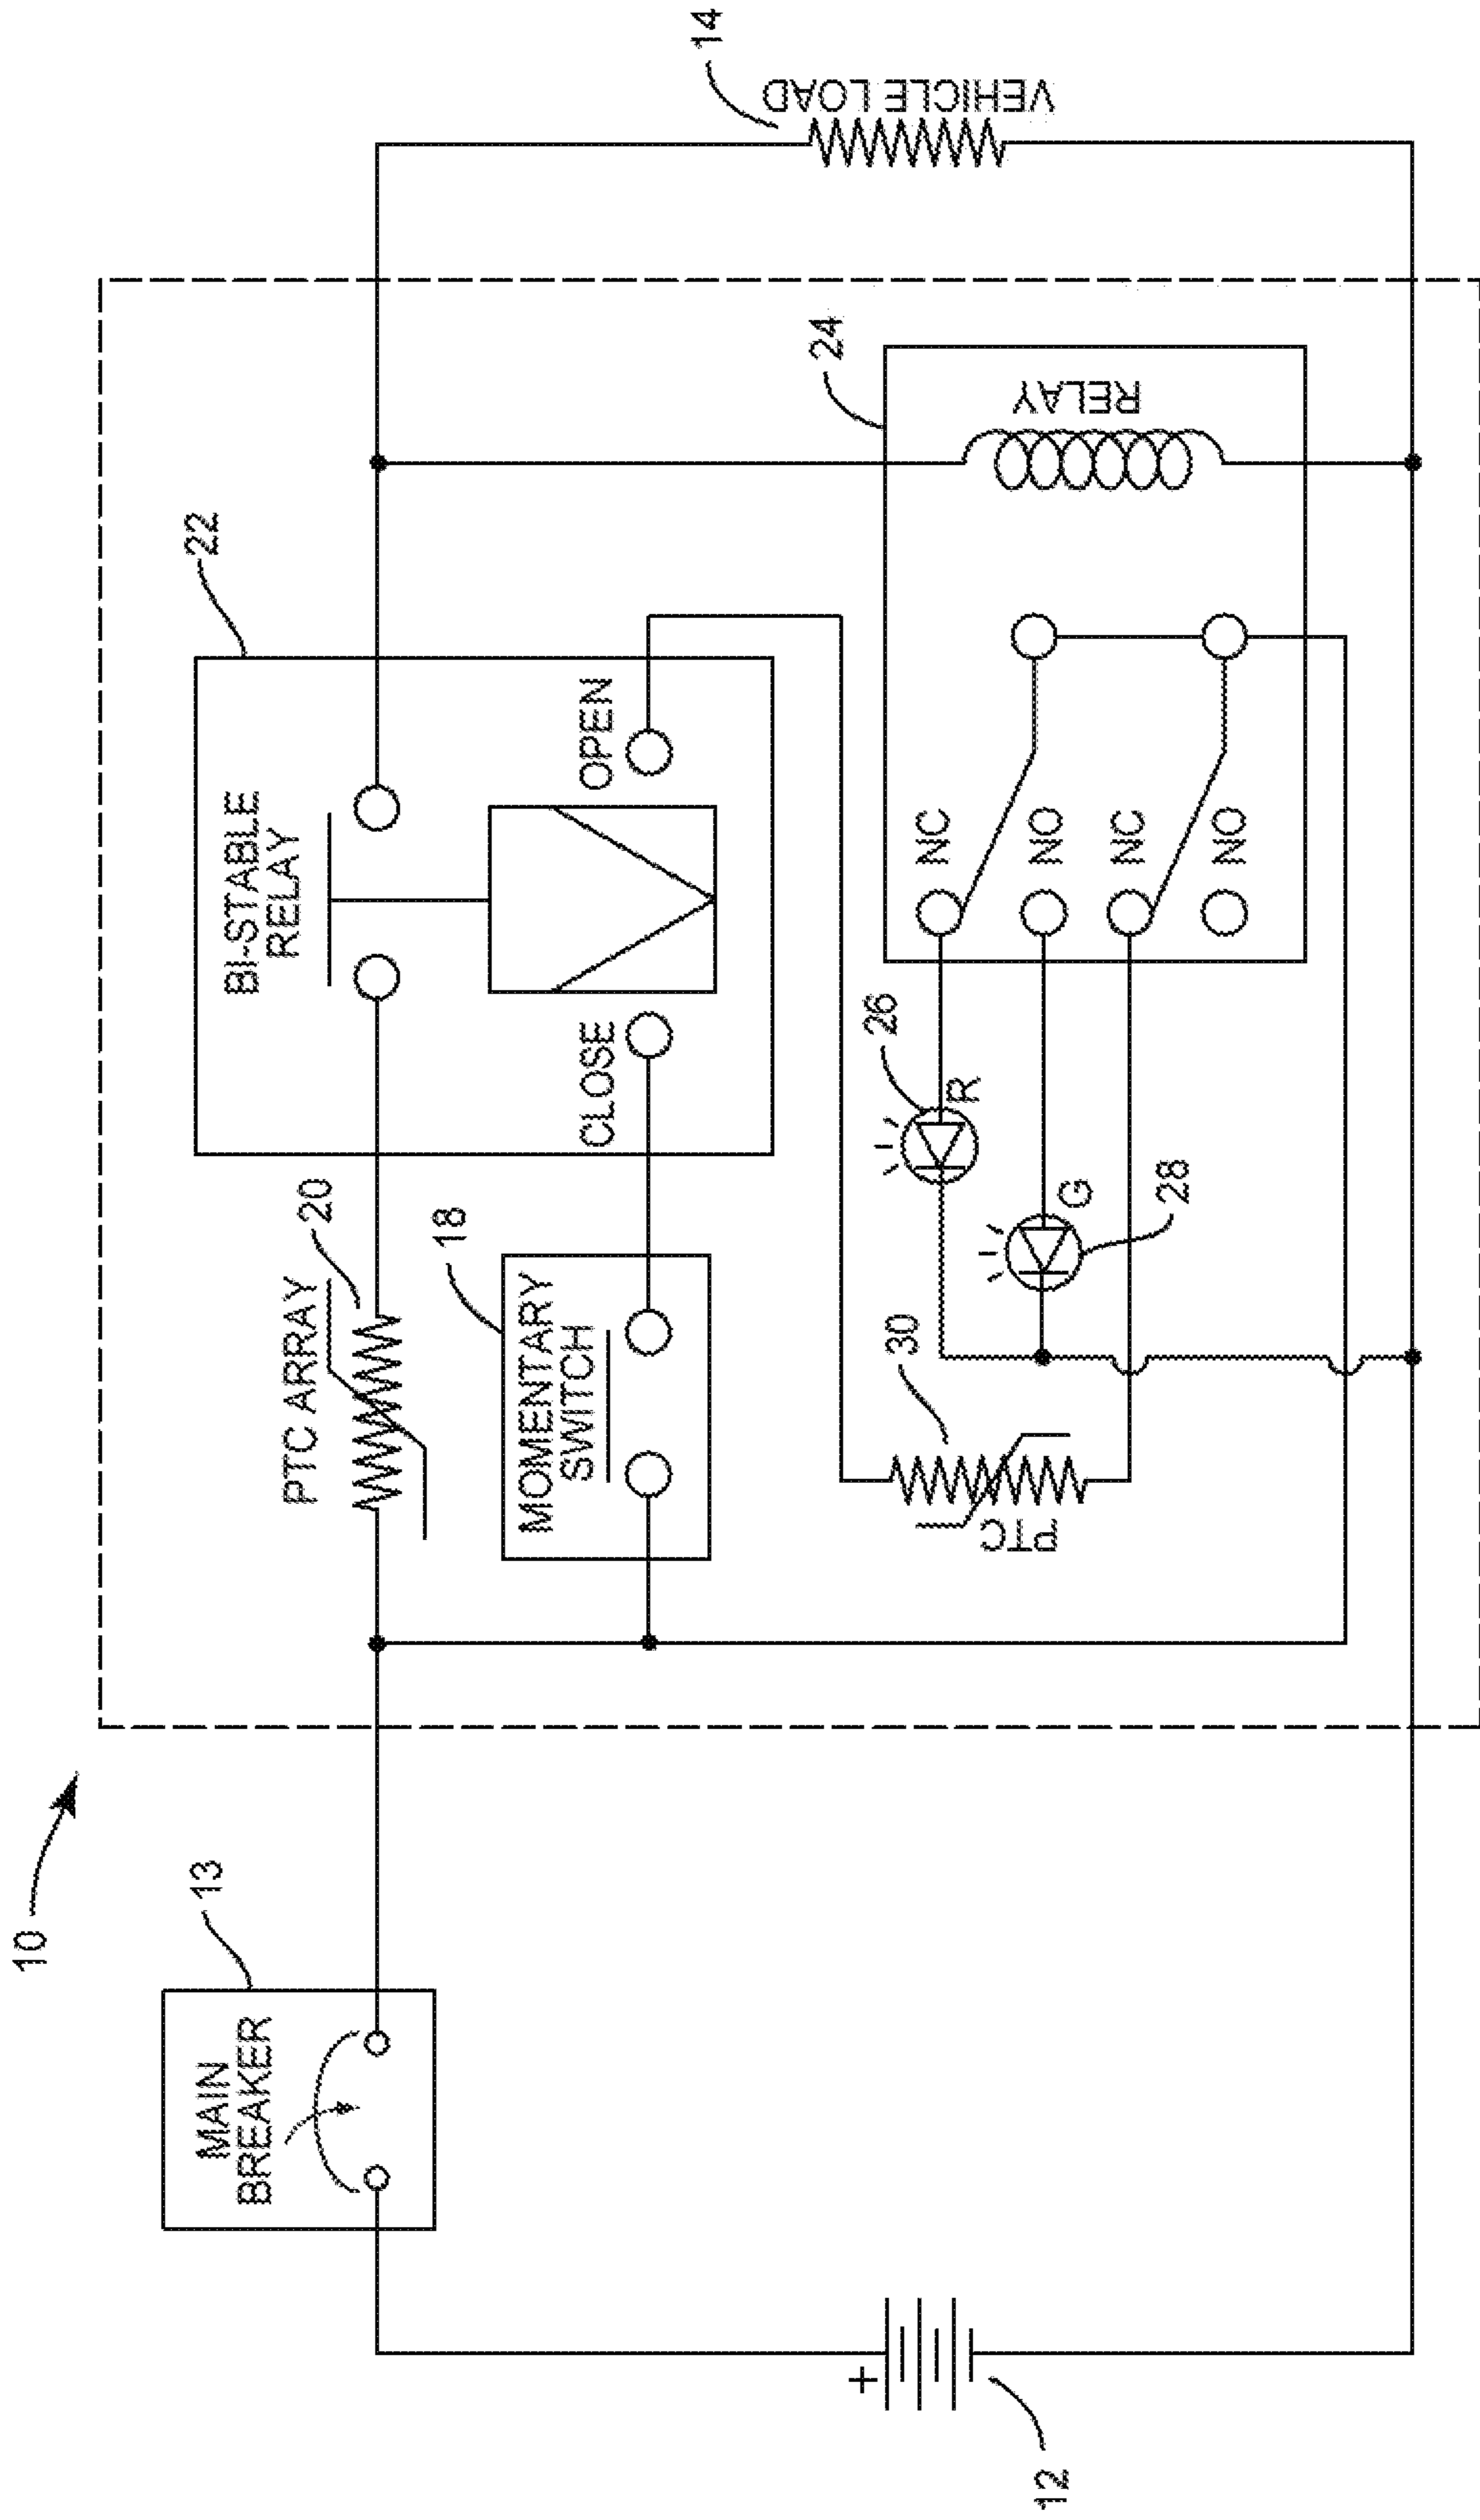 10
MAIN
BREAKER
13
+
12
PTC ARRAY
20
MOMENTARY
SWITCH
18
BI-STABLE
RELAY
22
CLOSE
OPEN
PTC
30
R
26
G
28
NC
NO
NC
NO
RELAY
24
VEHICLE LOAD
14